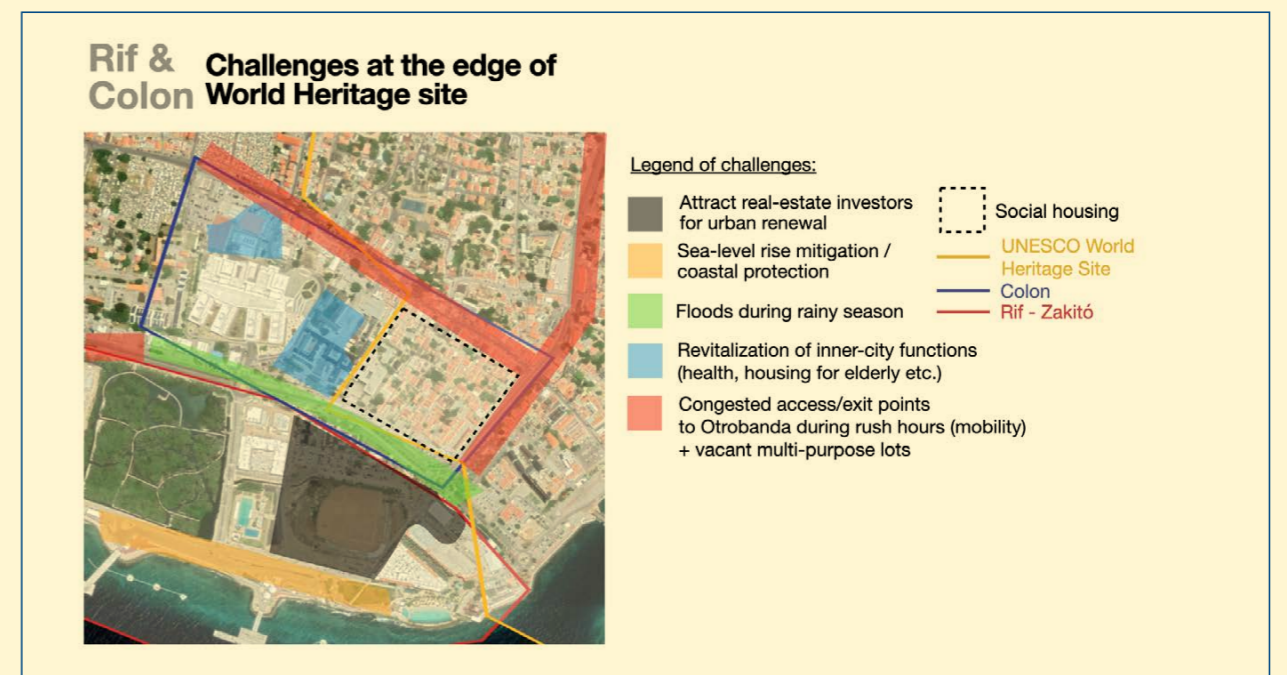 Rif &
Colon
Challenges at the edge of
World Heritage site
Legend of challenges:
Attract real-estate investors
for urban renewal
Sea-level rise mitigation /
coastal protection
Floods during rainy season
Revitalization of inner-city functions
(health, housing for elderly etc.)
Congested access/exit points
to Otrobanda during rush hours (mobility)
+ vacant multi-purpose lots
Social housing
UNESCO World
Heritage Site
Colon
Rif - Zakitó